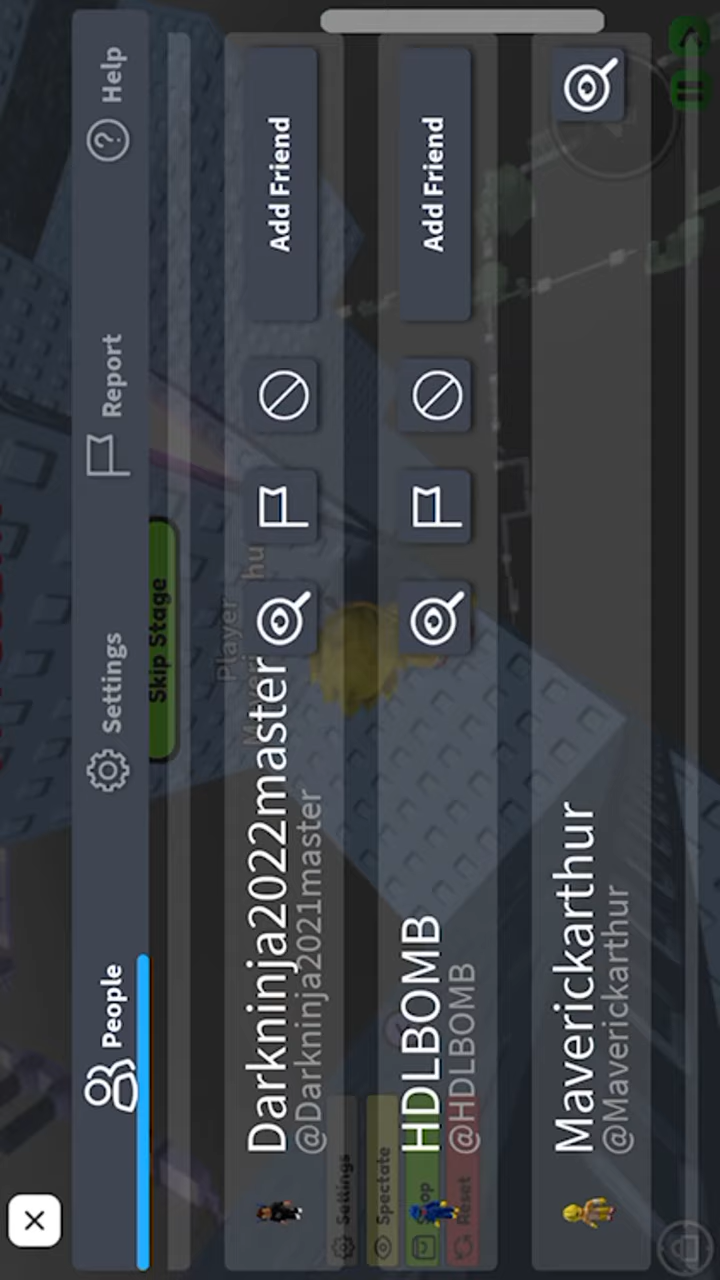 People
Settings
Report
Help
Skip Stage
Player
Darkninja2022master
@Darkninja2021master
Add Friend
Settings
Spectate
HDLBOMB
@HDLBOMB
Add Friend
Reset
Maverickarthur
@Maverickarthur